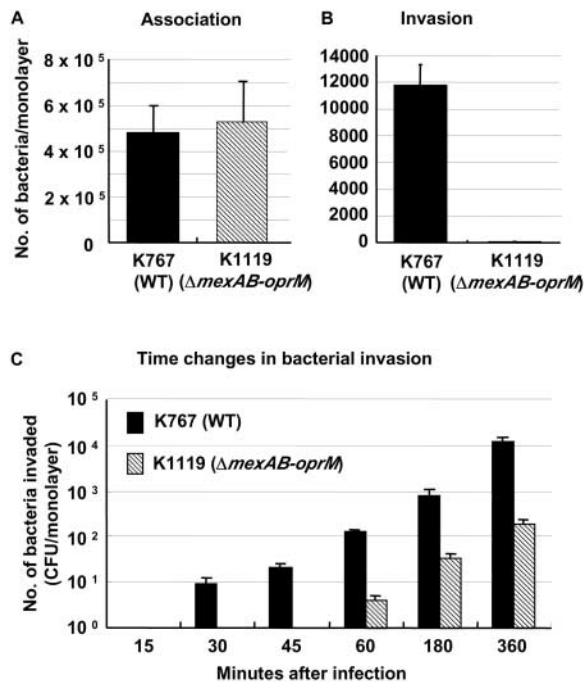 A Association
No. of bacteria/monolayer
8 x 10 5
6 x 10 5
4 x 10 5
2 x 10 5
0
K767 K1119
(WT) (ΔmexAB-oprM)
B Invasion
14000
12000
10000
8000
6000
4000
2000
0
K767 K1119
(WT) (ΔmexAB-oprM)
C Time changes in bacterial invasion
No. of bacteria invaded
(CFU/monolayer)
10 5
10 4
10 3
10 2
10 1
10 0
K767 (WT)
K1119 (ΔmexAB-oprM)
15 30 45 60 180 360
Minutes after infection